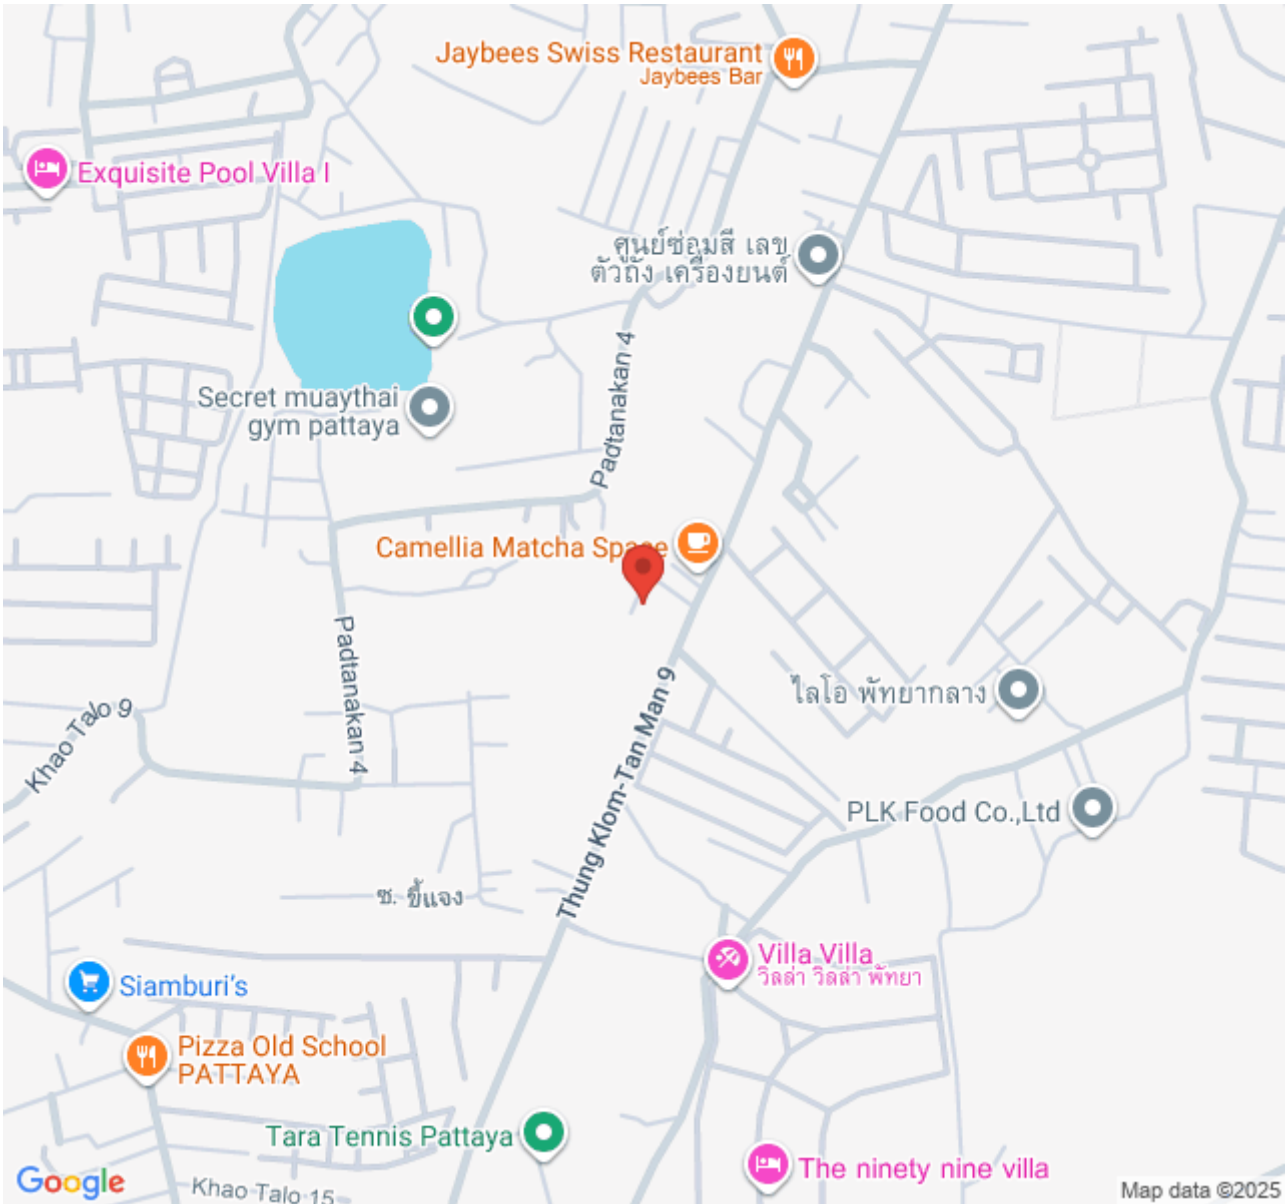 Jaybees Swiss Restaurant
Jaybees Bar
Exquisite Pool Villa I
ศูนย์ซ่อมสี เลข
ตัวถัง เครื่องยนต์
Padtanakan 4
Secret muaythai
gym pattaya
Camellia Matcha Space
Padtanakan 4
Thung Klom-Tan Man 9
ไลโอ พัทยากลาง
Khao Talo 9
PLK Food Co.,Ltd
ซ. ขี้แจง
Villa Villa
วิลล่า วิลล่า พัทยา
Siamburi's
Pizza Old School
PATTAYA
Tara Tennis Pattaya
The ninety nine villa
Google
Khao Talo 15
Map data ©2025